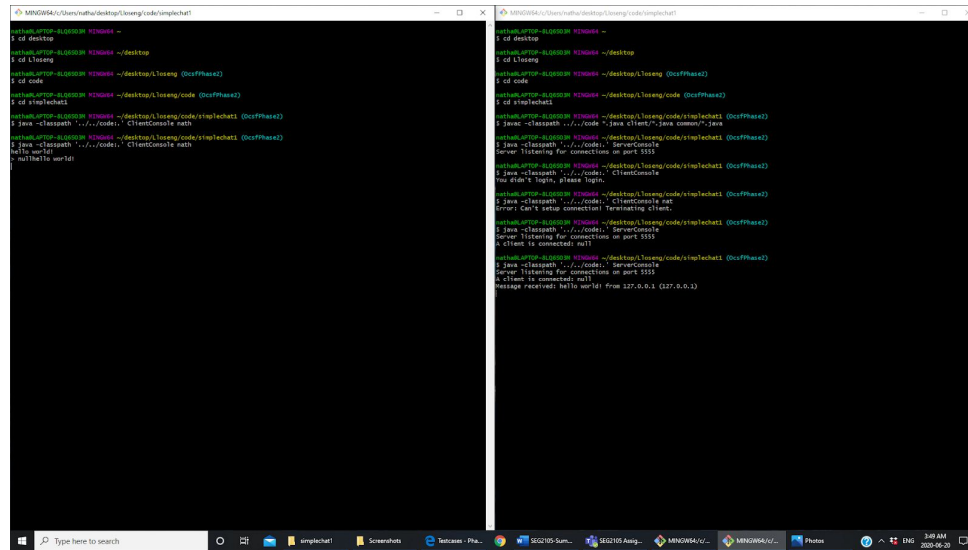 MINGW64:/c/Users/natha/desktop/Lloseng/code/simplechat1
natha@LAPTOP-8LQ65D3M MINGW64 ~
$ cd desktop
natha@LAPTOP-8LQ65D3M MINGW64 ~/desktop
$ cd Lloseng
natha@LAPTOP-8LQ65D3M MINGW64 ~/desktop/Lloseng (OcsfPhase2)
$ cd code
natha@LAPTOP-8LQ65D3M MINGW64 ~/desktop/Lloseng/code (OcsfPhase2)
$ cd simplechat1
natha@LAPTOP-8LQ65D3M MINGW64 ~/desktop/Lloseng/code/simplechat1 (OcsfPhase2)
$ java -classpath '../../code:.' ClientConsole nath
natha@LAPTOP-8LQ65D3M MINGW64 ~/desktop/Lloseng/code/simplechat1 (OcsfPhase2)
$ java -classpath '../../code:.' ClientConsole nath
hello world!
> nullhello world!
MINGW64:/c/Users/natha/desktop/Lloseng/code/simplechat1
natha@LAPTOP-8LQ65D3M MINGW64 ~
$ cd desktop
natha@LAPTOP-8LQ65D3M MINGW64 ~/desktop
$ cd Lloseng
natha@LAPTOP-8LQ65D3M MINGW64 ~/desktop/Lloseng (OcsfPhase2)
$ cd code
natha@LAPTOP-8LQ65D3M MINGW64 ~/desktop/Lloseng/code (OcsfPhase2)
$ cd simplechat1
natha@LAPTOP-8LQ65D3M MINGW64 ~/desktop/Lloseng/code/simplechat1 (OcsfPhase2)
$ javac -classpath ../../code *.java client/*.java common/*.java
natha@LAPTOP-8LQ65D3M MINGW64 ~/desktop/Lloseng/code/simplechat1 (OcsfPhase2)
$ java -classpath '../../code:.' ServerConsole
Server listening for connections on port 5555
natha@LAPTOP-8LQ65D3M MINGW64 ~/desktop/Lloseng/code/simplechat1 (OcsfPhase2)
$ java -classpath '../../code:.' ClientConsole
You didn't login, please login.
natha@LAPTOP-8LQ65D3M MINGW64 ~/desktop/Lloseng/code/simplechat1 (OcsfPhase2)
$ java -classpath '../../code:.' ClientConsole nat
Error: Can't setup connection! Terminating client.
natha@LAPTOP-8LQ65D3M MINGW64 ~/desktop/Lloseng/code/simplechat1 (OcsfPhase2)
$ java -classpath '../../code:.' ServerConsole
Server listening for connections on port 5555
A client is connected: null
natha@LAPTOP-8LQ65D3M MINGW64 ~/desktop/Lloseng/code/simplechat1 (OcsfPhase2)
$ java -classpath '../../code:.' ServerConsole
Server listening for connections on port 5555
A client is connected: null
Message received: hello world! from 127.0.0.1 (127.0.0.1)
Type here to search
simplechat1
Screenshots
Testcases - Pha...
SEG2105-Sum...
SEG2105 Assig...
MINGW64:/c/...
MINGW64:/c/...
Photos
ENG
3:49 AM
2020-06-20